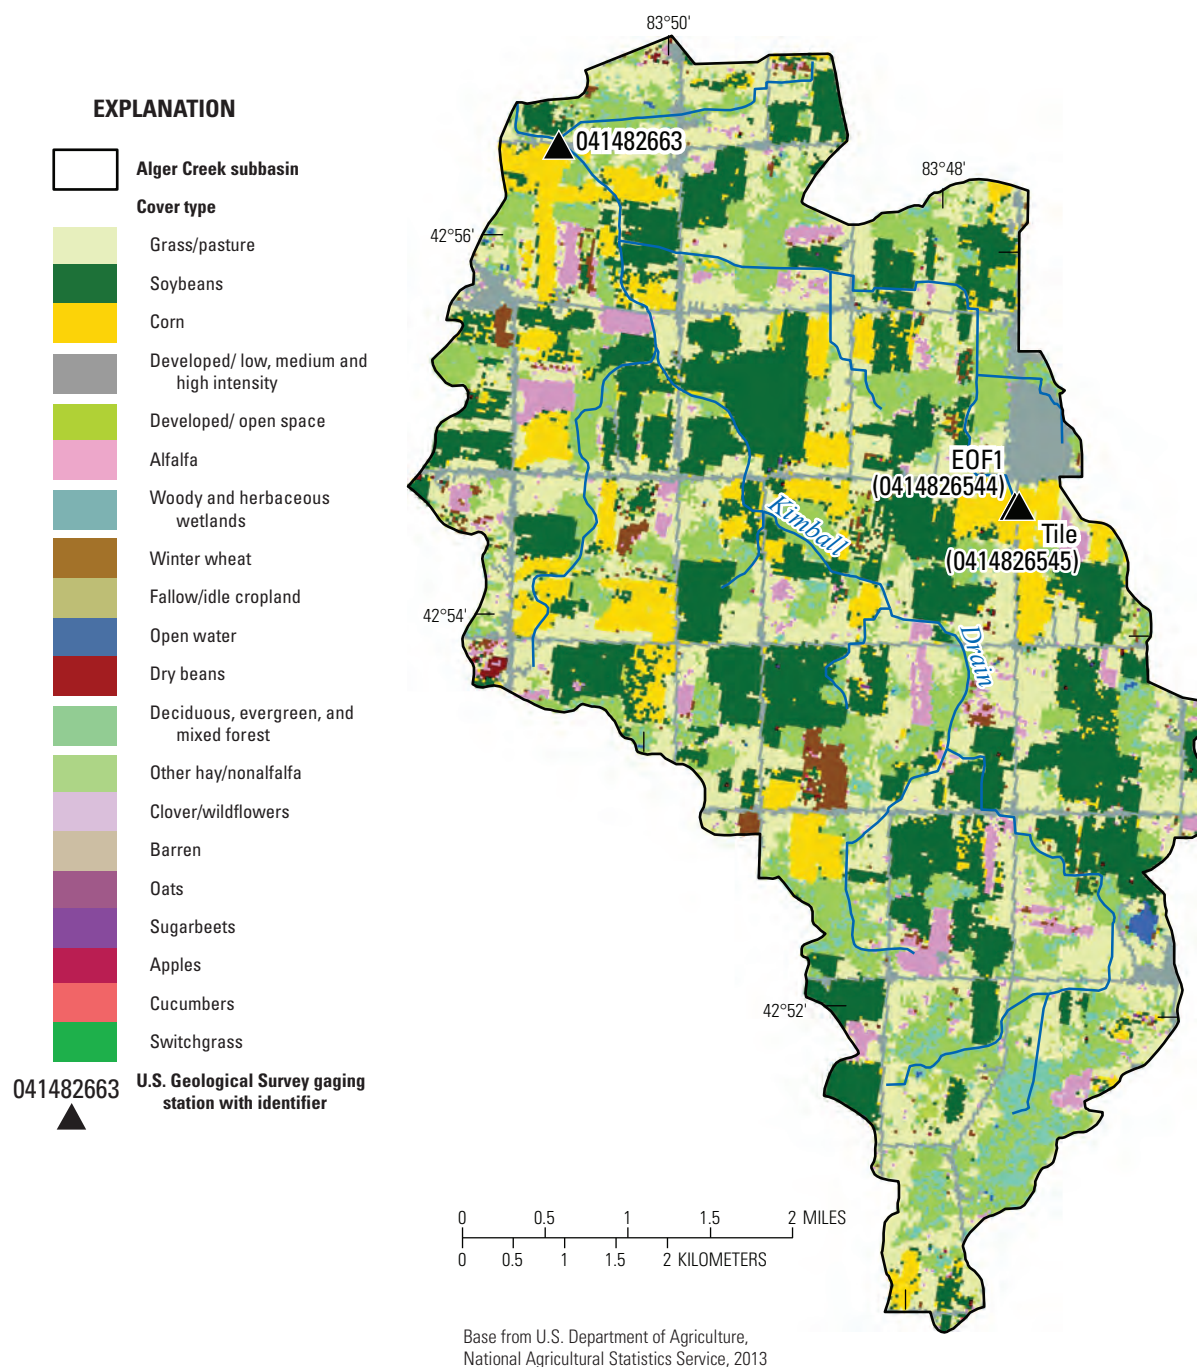 EXPLANATION
Alger Creek subbasin
Cover type
Grass/pasture
Soybeans
Corn
Developed/ low, medium and
high intensity
Developed/ open space
Alfalfa
Woody and herbaceous
wetlands
Winter wheat
Fallow/idle cropland
Open water
Dry beans
Deciduous, evergreen, and
mixed forest
Other hay/nonalfalfa
Clover/wildflowers
Barren
Oats
Sugarbeets
Apples
Cucumbers
Switchgrass
041482663
U.S. Geological Survey gaging
station with identifier
83°50'
041482663
83°48'
42°56'
EOF1
(0414826544)
Kimball
Tile
(0414826545)
42°54'
Drain
42°52'
0 0.5 1 1.5 2 MILES
0 0.5 1 1.5 2 KILOMETERS
Base from U.S. Department of Agriculture,
National Agricultural Statistics Service, 2013